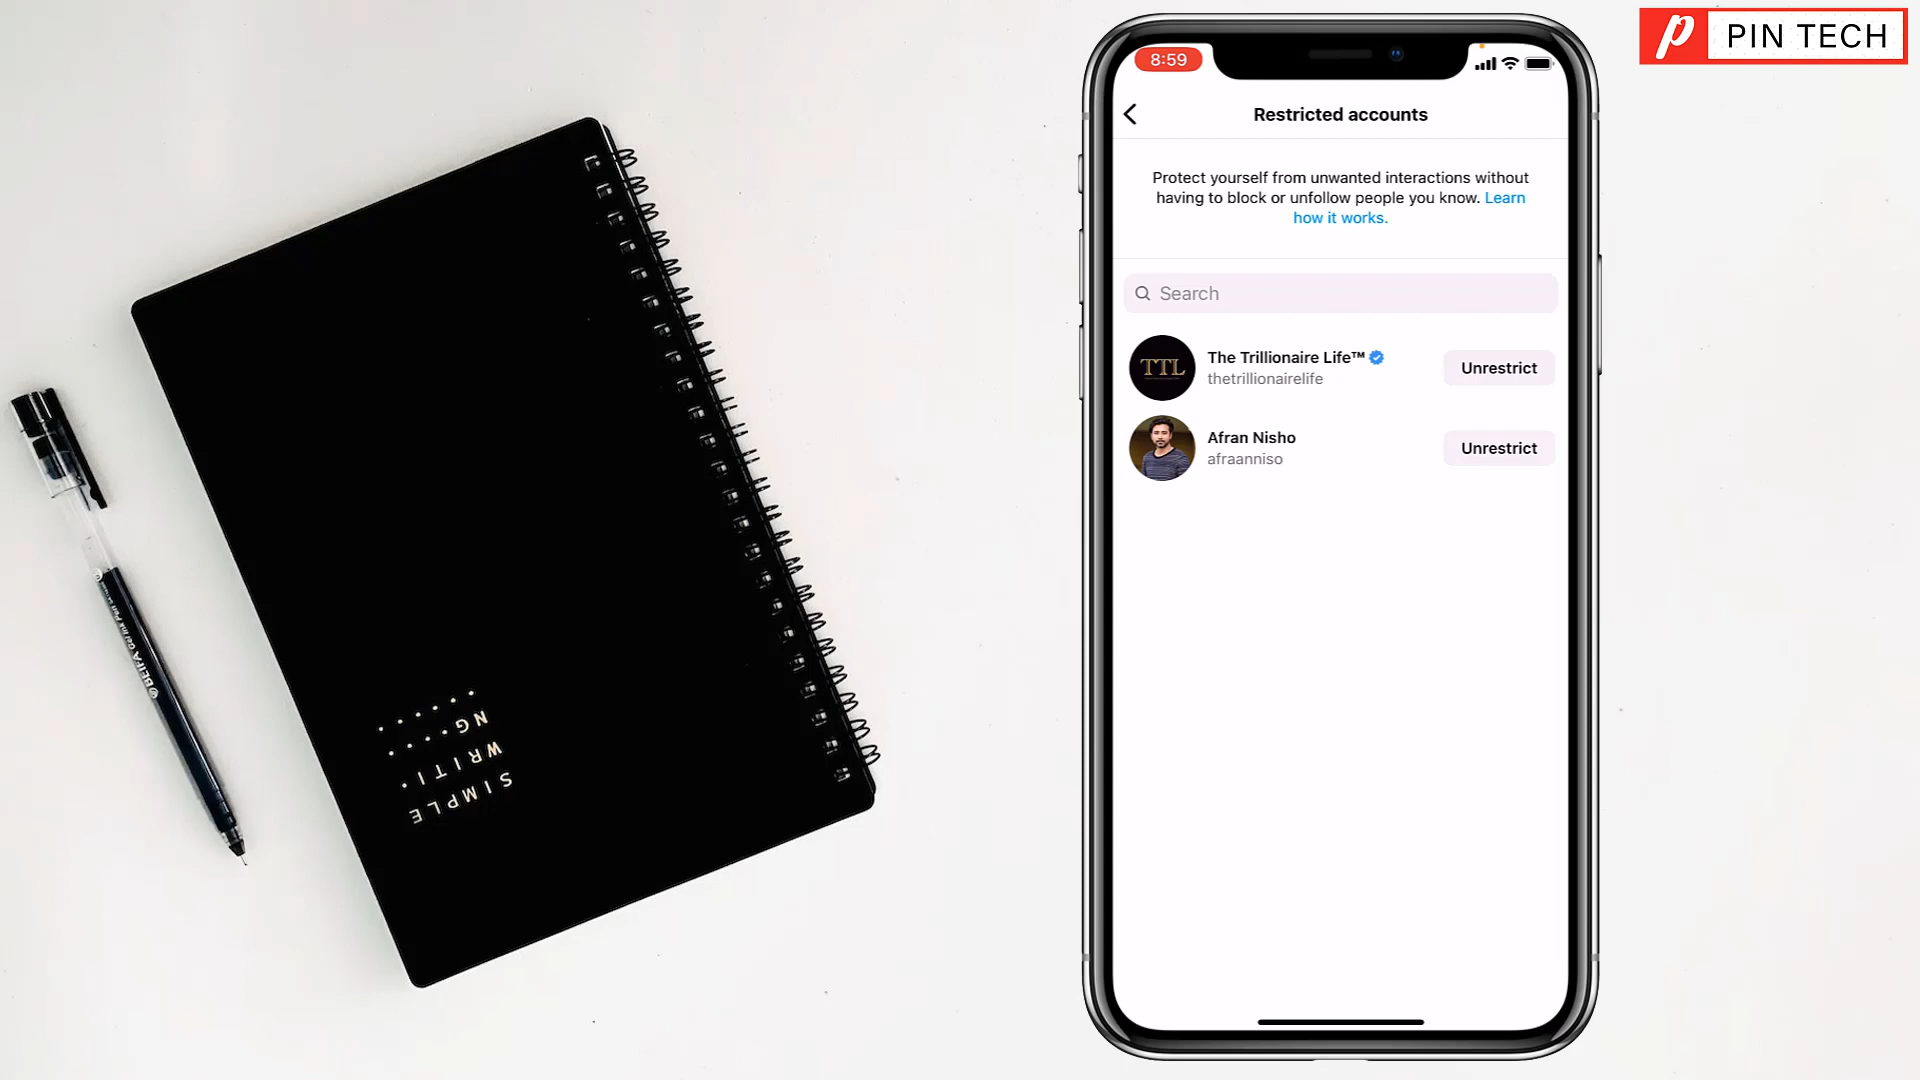 PIN TECH
8:59
Restricted accounts
Protect yourself from unwanted interactions without
having to block or unfollow people you know. Learn
how it works.
Search
TTL
The Trillionaire Life™
thetrillionairelife
Unrestrict
Afran Nisho
afraanniso
Unrestrict
SIMPLE
WRITI
NG